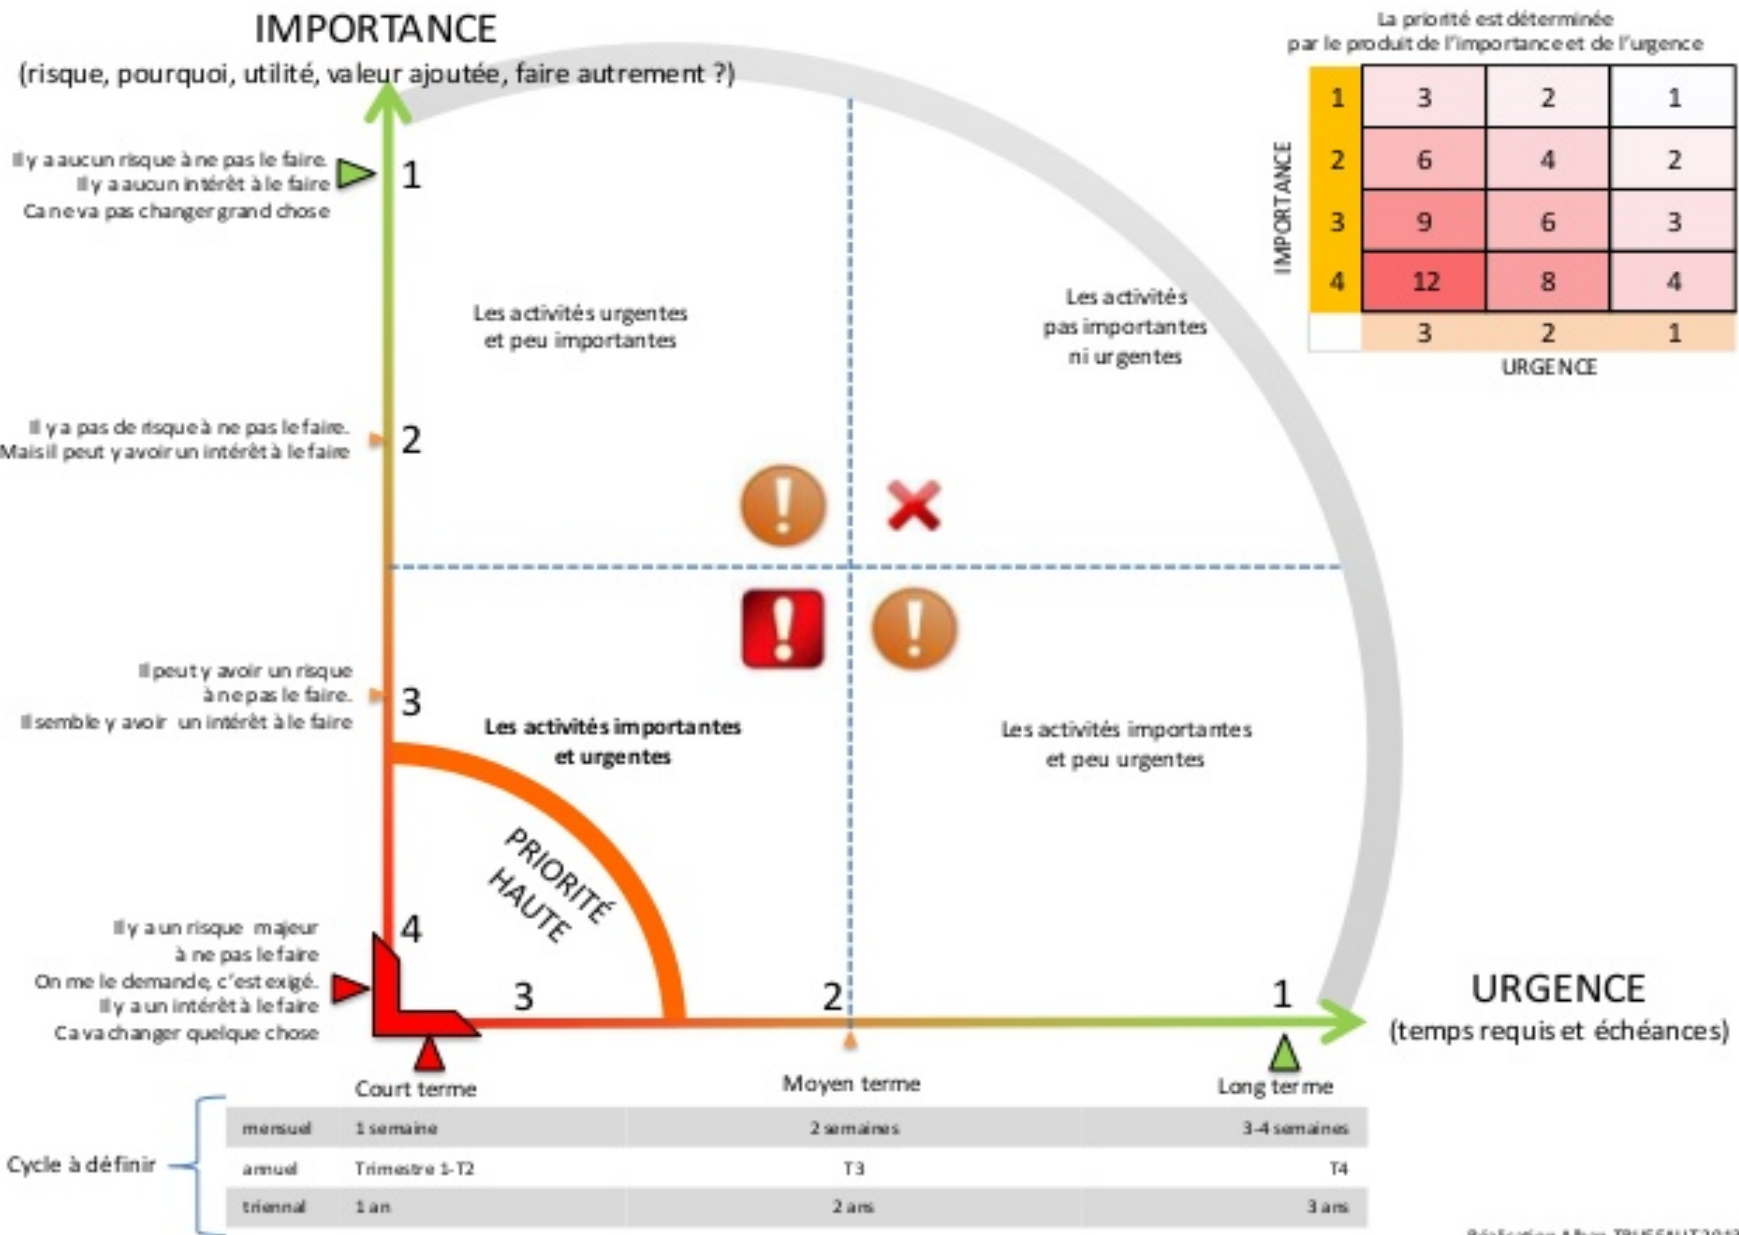 IMPORTANCE
(risque, pourquoi, utilité, valeur ajoutée, faire autrement ?)
La priorité est déterminée
par le produit de l'importance et de l'urgence
IMPORTANCE
1 3 2 1
2 6 4 2
3 9 6 3
4 12 8 4
3 2 1
URGENCE
Il y a aucun risque à ne pas le faire.
Il y a aucun intérêt à le faire
Ca ne va pas changer grand chose
1
Les activités urgentes
et peu importantes
Les activités
pas importantes
ni urgentes
Il y a pas de risque à ne pas le faire.
Mais il peut y avoir un intérêt à le faire
2
Il peut y avoir un risque
à ne pas le faire.
Il semble y avoir un intérêt à le faire
3
Les activités importantes
et urgentes
Les activités importantes
et peu urgentes
PRIORITÉ
HAUTE
Il y a un risque majeur
à ne pas le faire
On me le demande, c'est exigé.
Il y a un intérêt à le faire
Ca va changer quelque chose
4
3 2 1
URGENCE
(temps requis et échéances)
Court terme Moyen terme Long terme
Cycle à définir
mensuel 1 semaine 2 semaines 3-4 semaines
annuel Trimestre 1-T2 T3 T4
triennal 1 an 2 ans 3 ans
Réalisation Alban